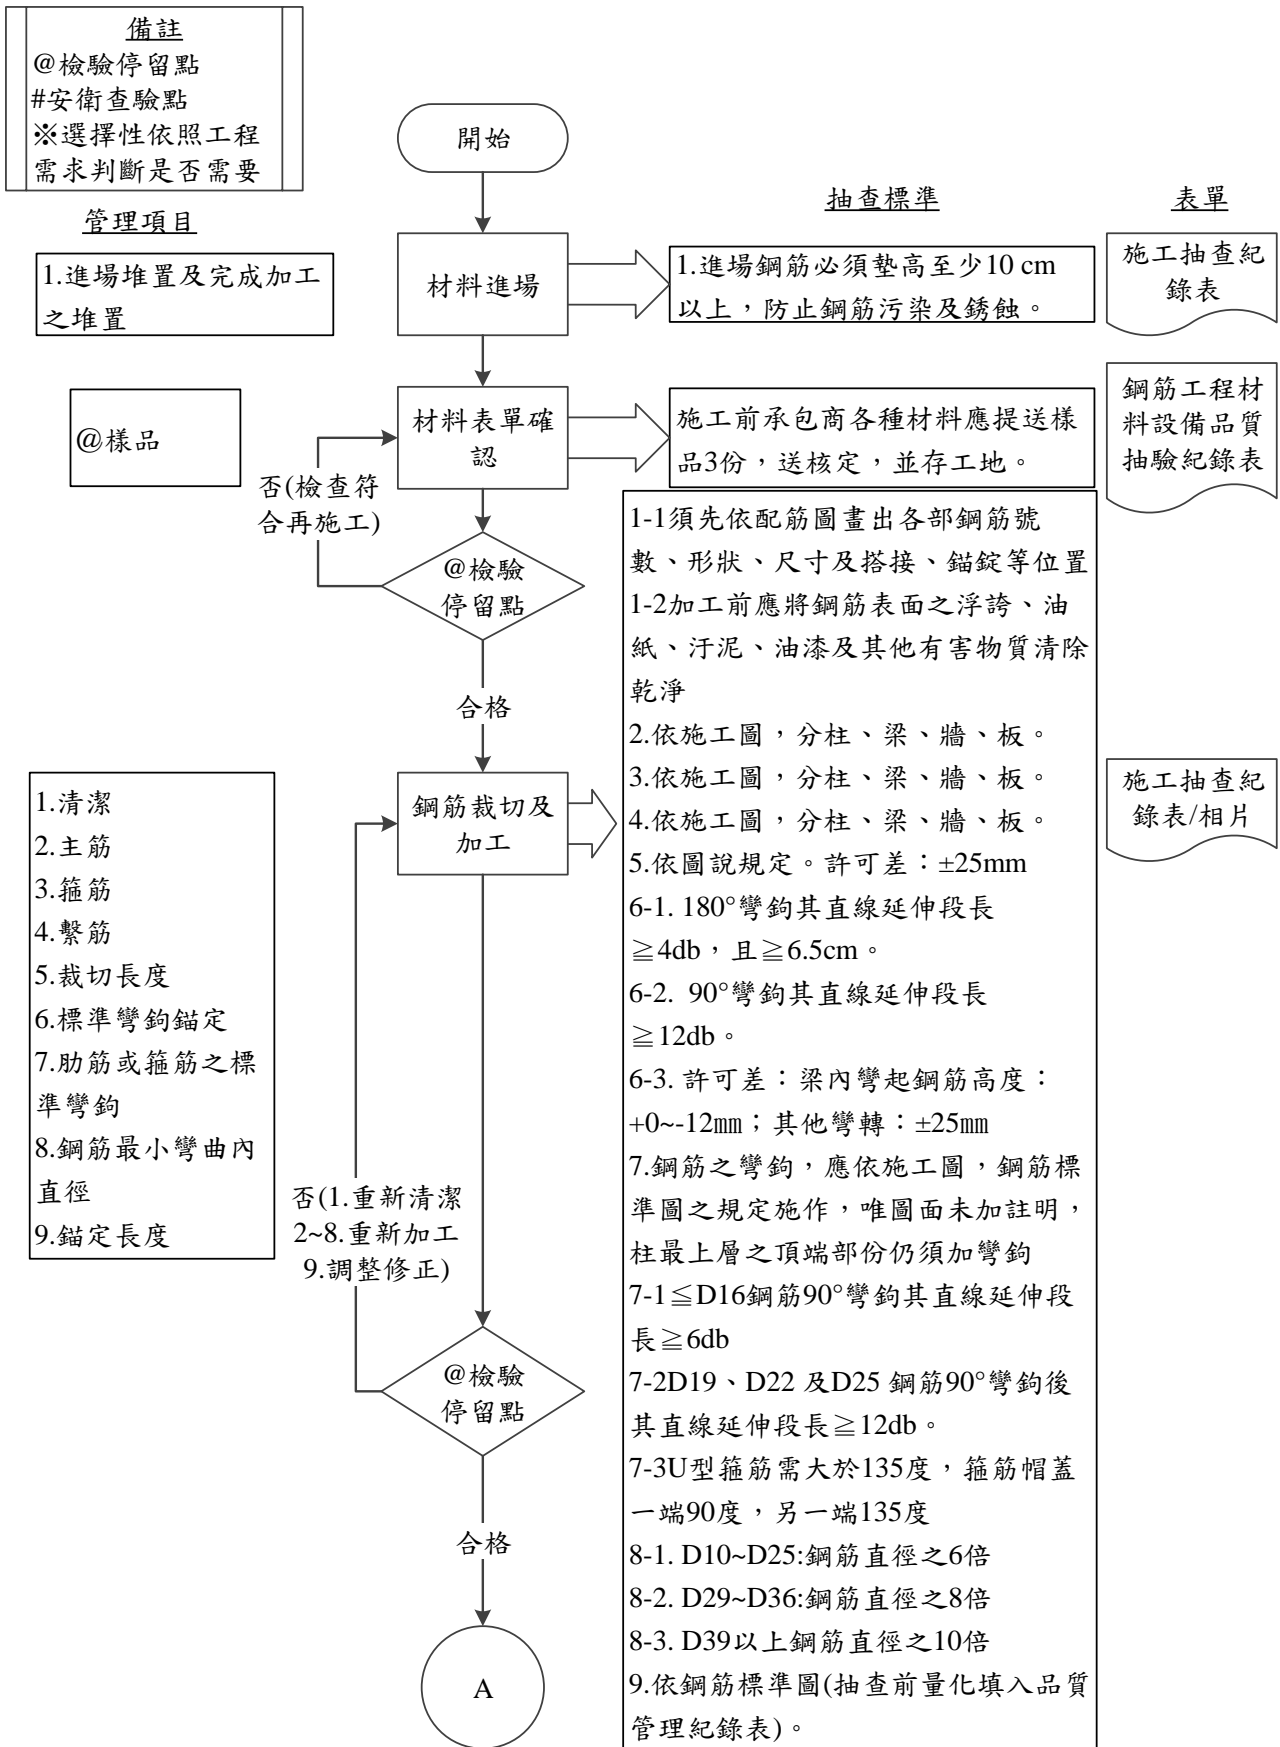 備註
@檢驗停留點
#安衛查驗點
※選擇性依照工程
需求判斷是否需要
開始
管理項目
抽查標準
表單
1.進場堆置及完成加工
之堆置
材料進場
1.進場鋼筋必須墊高至少10 cm
以上，防止鋼筋污染及銹蝕。
施工抽查紀
錄表
@樣品
材料表單確
認
施工前承包商各種材料應提送樣
品3份，送核定，並存工地。
鋼筋工程材
料設備品質
抽驗紀錄表
否(檢查符
合再施工)
@檢驗
停留點
合格
1.清潔
2.主筋
3.箍筋
4.繫筋
5.裁切長度
6.標準彎鉤錨定
7.肋筋或箍筋之標
準彎鉤
8.鋼筋最小彎曲內
直徑
9.錨定長度
鋼筋裁切及
加工
1-1須先依配筋圖畫出各部鋼筋號
數、形狀、尺寸及搭接、錨錠等位置
1-2加工前應將鋼筋表面之浮誇、油
紙、汙泥、油漆及其他有害物質清除
乾淨
2.依施工圖，分柱、梁、牆、板。
3.依施工圖，分柱、梁、牆、板。
4.依施工圖，分柱、梁、牆、板。
5.依圖說規定。許可差：±25mm
6-1. 180°彎鉤其直線延伸段長
≧4db，且≧6.5cm。
6-2. 90°彎鉤其直線延伸段長
≧12db。
6-3. 許可差：梁內彎起鋼筋高度：
+0~-12㎜；其他彎轉：±25㎜
7.鋼筋之彎鉤，應依施工圖，鋼筋標
準圖之規定施作，唯圖面未加註明，
柱最上層之頂端部份仍須加彎鉤
7-1≦D16鋼筋90°彎鉤其直線延伸段
長≧6db
7-2D19、D22 及D25 鋼筋90°彎鉤後
其直線延伸段長≧12db。
7-3U型箍筋需大於135度，箍筋帽蓋
一端90度，另一端135度
8-1. D10~D25:鋼筋直徑之6倍
8-2. D29~D36:鋼筋直徑之8倍
8-3. D39以上鋼筋直徑之10倍
9.依鋼筋標準圖(抽查前量化填入品質
管理紀錄表)。
施工抽查紀
錄表/相片
否(1.重新清潔
2~8.重新加工
9.調整修正)
@檢驗
停留點
合格
A